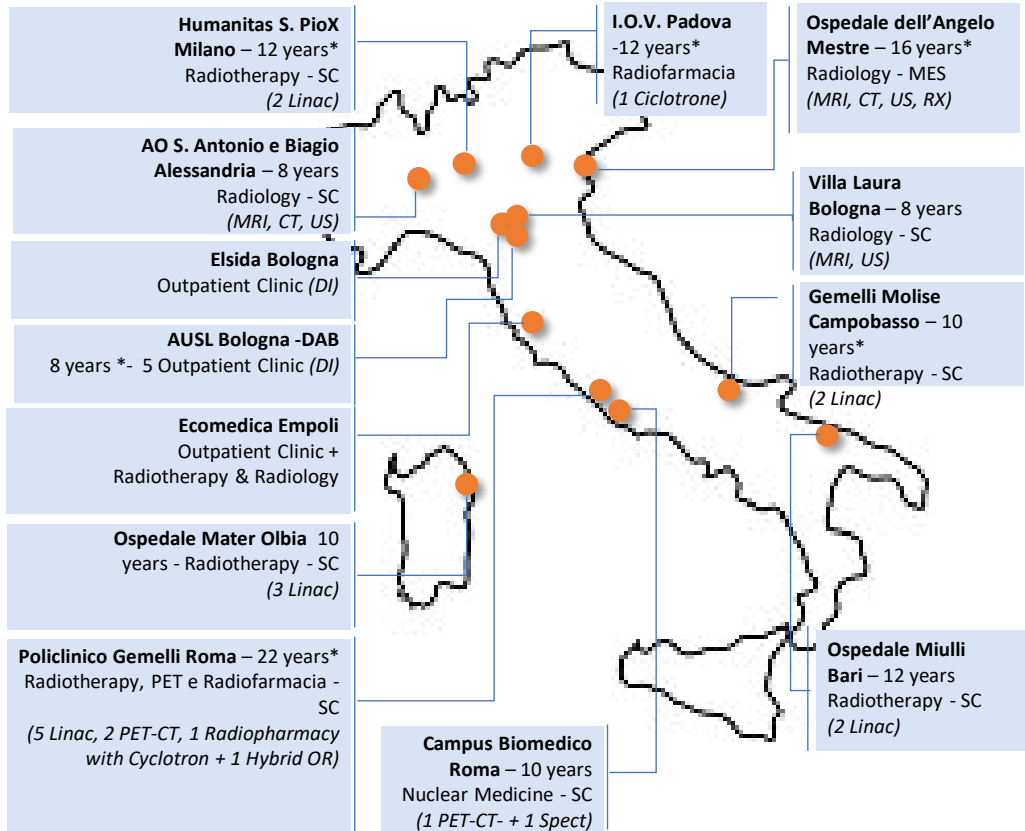 Humanitas S. PioX
Milano – 12 years*
Radiotherapy - SC
(2 Linac)
I.O.V. Padova
-12 years*
Radiofarmacia
(1 Ciclotrone)
Ospedale dell’Angelo
Mestre – 16 years*
Radiology - MES
(MRI, CT, US, RX)
AO S. Antonio e Biagio
Alessandria – 8 years
Radiology - SC
(MRI, CT, US)
Villa Laura
Bologna – 8 years
Radiology - SC
(MRI, US)
Elsida Bologna
Outpatient Clinic (DI)
Gemelli Molise
Campobasso – 10
years*
Radiotherapy - SC
(2 Linac)
AUSL Bologna -DAB
8 years *- 5 Outpatient Clinic (DI)
Ecomedica Empoli
Outpatient Clinic +
Radiotherapy & Radiology
Ospedale Mater Olbia 10
years - Radiotherapy - SC
(3 Linac)
Policlinico Gemelli Roma – 22 years*
Radiotherapy, PET e Radiofarmacia -
SC
(5 Linac, 2 PET-CT, 1 Radiopharmacy
with Cyclotron + 1 Hybrid OR)
Ospedale Miulli
Bari – 12 years
Radiotherapy - SC
(2 Linac)
Campus Biomedico
Roma – 10 years
Nuclear Medicine - SC
(1 PET-CT- + 1 Spect)